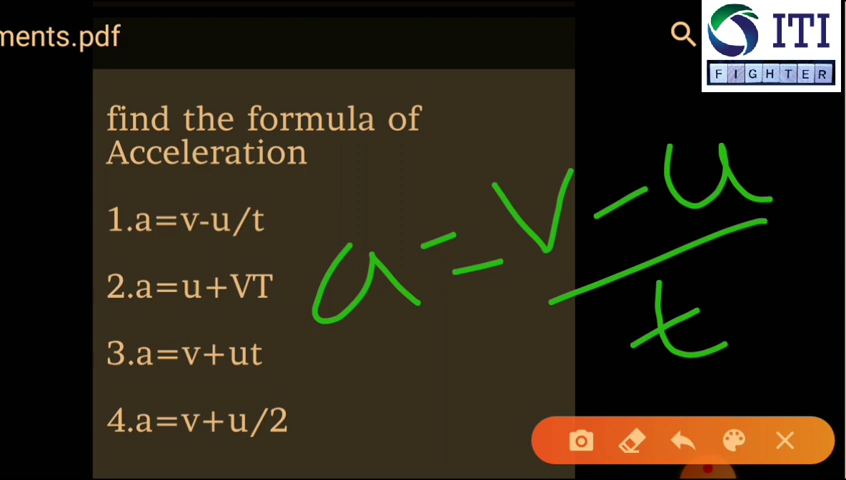 ments.pdf
ITI
FIGHTER
find the formula of
Acceleration
1.a=v-u/t
2.a=u+VT
3.a=v+ut
4.a=v+u/2
a = v - u
t